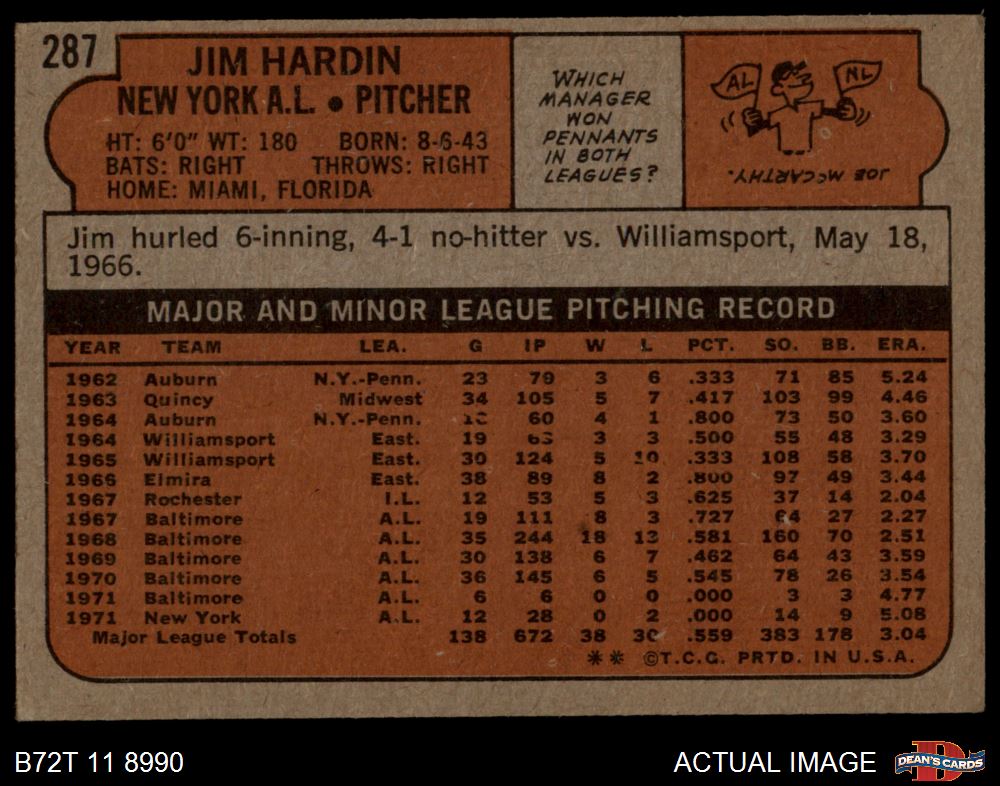 287
JIM HARDIN
NEW YORK A.L. ● PITCHER
HT: 6'0" WT: 180 BORN: 8-6-43
BATS: RIGHT THROWS: RIGHT
HOME: MIAMI, FLORIDA
WHICH
MANAGER
WON
PENNANTS
IN BOTH
LEAGUES?
AL NL
JOE McCARTHY.
Jim hurled 6-inning, 4-1 no-hitter vs. Williamsport, May 18,
1966.
MAJOR AND MINOR LEAGUE PITCHING RECORD
YEAR TEAM LEA. G IP W L PCT. SO. BB. ERA.
1962 Auburn N.Y.-Penn. 23 79 3 6 .333 71 85 5.24
1963 Quincy Midwest 34 105 5 7 .417 103 99 4.46
1964 Auburn N.Y.-Penn. 60 4 1 .800 73 50 3.60
1964 Williamsport East. 19 63 3 3 .500 55 48 3.29
1965 Williamsport East. 30 124 5 10 .333 108 58 3.70
1966 Elmira East. 38 89 8 2 .800 97 49 3.44
1967 Rochester I.L. 12 53 5 3 .625 37 14 2.04
1967 Baltimore A.L. 19 111 8 3 .727 64 27 2.27
1968 Baltimore A.L. 35 244 18 13 .581 160 70 2.51
1969 Baltimore A.L. 30 138 6 7 .462 64 43 3.59
1970 Baltimore A.L. 36 145 6 5 .545 78 26 3.54
1971 Baltimore A.L. 6 6 0 0 .000 3 3 4.77
1971 New York A.L. 12 28 0 2 .000 14 9 5.08
Major League Totals 138 672 38 30 .559 383 178 3.04
** ©T.C.G. PRTD. IN U.S.A.
B72T 11 8990
ACTUAL IMAGE
D
DEAN'S CARDS